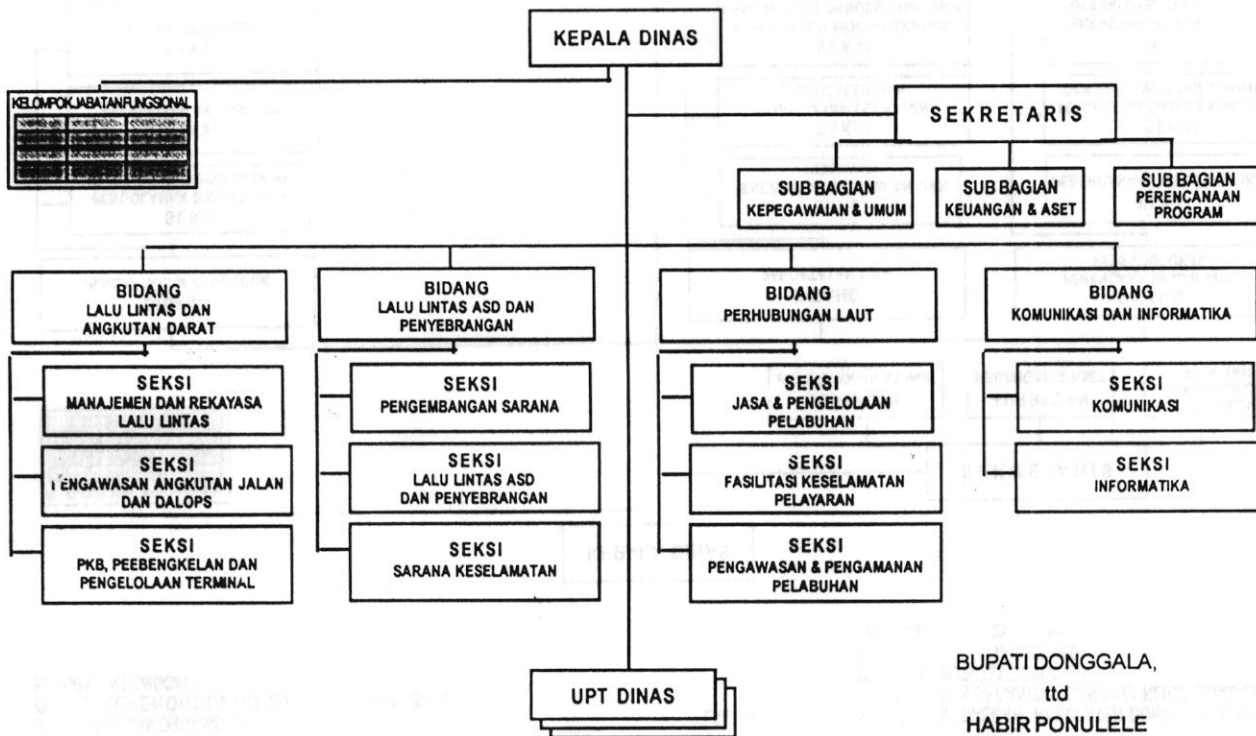 KEPALA DINAS
KELOMPOK JABATAN FUNGSIONAL
SEKRETARIS
SUB BAGIAN
KEPEGAWAIAN & UMUM
SUB BAGIAN
KEUANGAN & ASET
SUB BAGIAN
PERENCANAAN
PROGRAM
BIDANG
LALU LINTAS DAN
ANGKUTAN DARAT
SEKSI
MANAJEMEN DAN REKAYASA
LALU LINTAS
SEKSI
ENGAWASAN ANGKUTAN JALAN
DAN DALOPS
SEKSI
PKB, PEEBENGKELAN DAN
PENGELOLAAN TERMINAL
BIDANG
LALU LINTAS ASD DAN
PENYEBRANGAN
SEKSI
PENGEMBANGAN SARANA
SEKSI
LALU LINTAS ASD
DAN PENYEBRANGAN
SEKSI
SARANA KESELAMATAN
BIDANG
PERHUBUNGAN LAUT
SEKSI
JASA & PENGELOLAAN
PELABUHAN
SEKSI
FASILITASI KESELAMATAN
PELAYARAN
SEKSI
PENGAWASAN & PENGAMANAN
PELABUHAN
BIDANG
KOMUNIKASI DAN INFORMATIKA
SEKSI
KOMUNIKASI
SEKSI
INFORMATIKA
UPT DINAS
BUPATI DONGGALA,
ttd
HABIR PONULELE